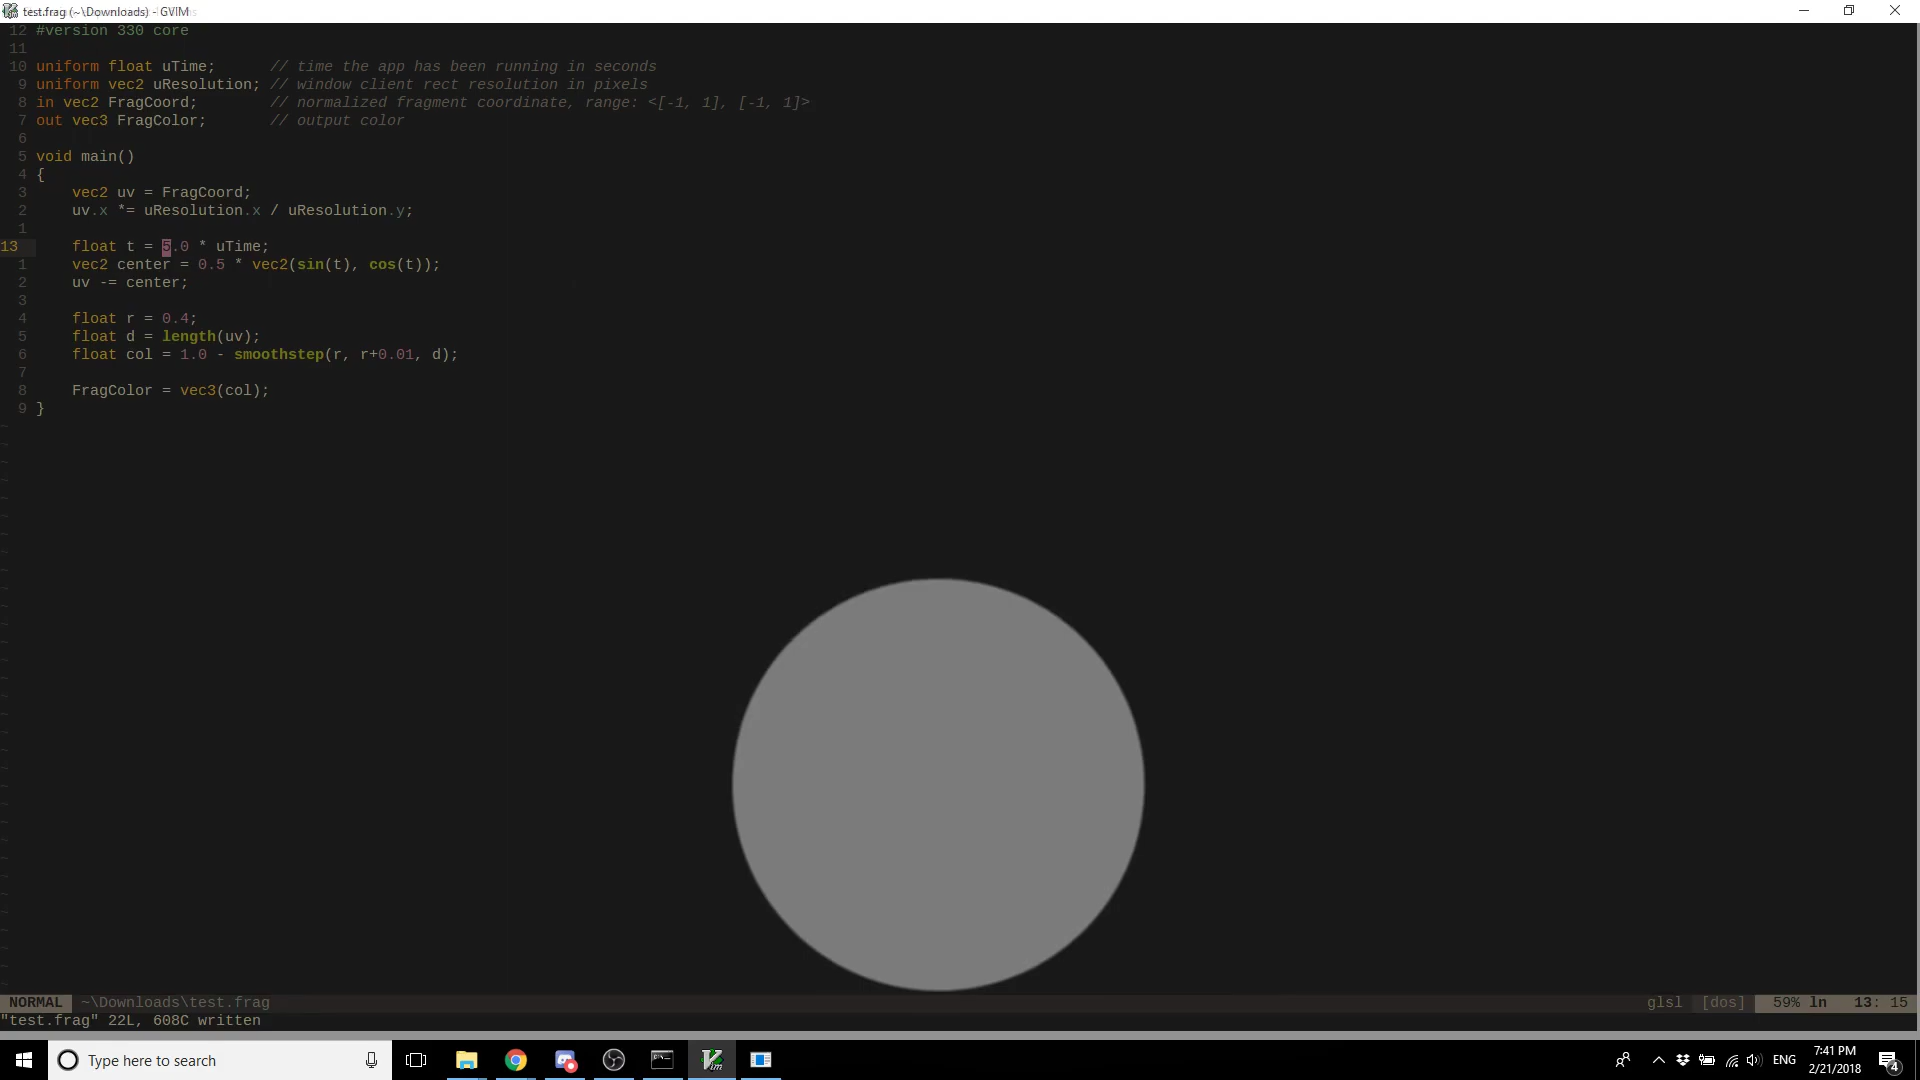 test.frag (~\Downloads) - GVIM
12 #version 330 core
11
10 uniform float uTime;      // time the app has been running in seconds
9 uniform vec2 uResolution; // window client rect resolution in pixels
8 in vec2 FragCoord;        // normalized fragment coordinate, range: <[-1, 1], [-1, 1]>
7 out vec3 FragColor;       // output color
6
5 void main()
4 {
3     vec2 uv = FragCoord;
2     uv.x *= uResolution.x / uResolution.y;
1
13     float t = 5.0 * uTime;
1     vec2 center = 0.5 * vec2(sin(t), cos(t));
2     uv -= center;
3
4     float r = 0.4;
5     float d = length(uv);
6     float col = 1.0 - smoothstep(r, r+0.01, d);
7
8     FragColor = vec3(col);
9 }
NORMAL ~\Downloads\test.frag glsl [dos] 59% ln 13: 15
"test.frag" 22L, 608C written
Type here to search ENG 7:41 PM
2/21/2018 4